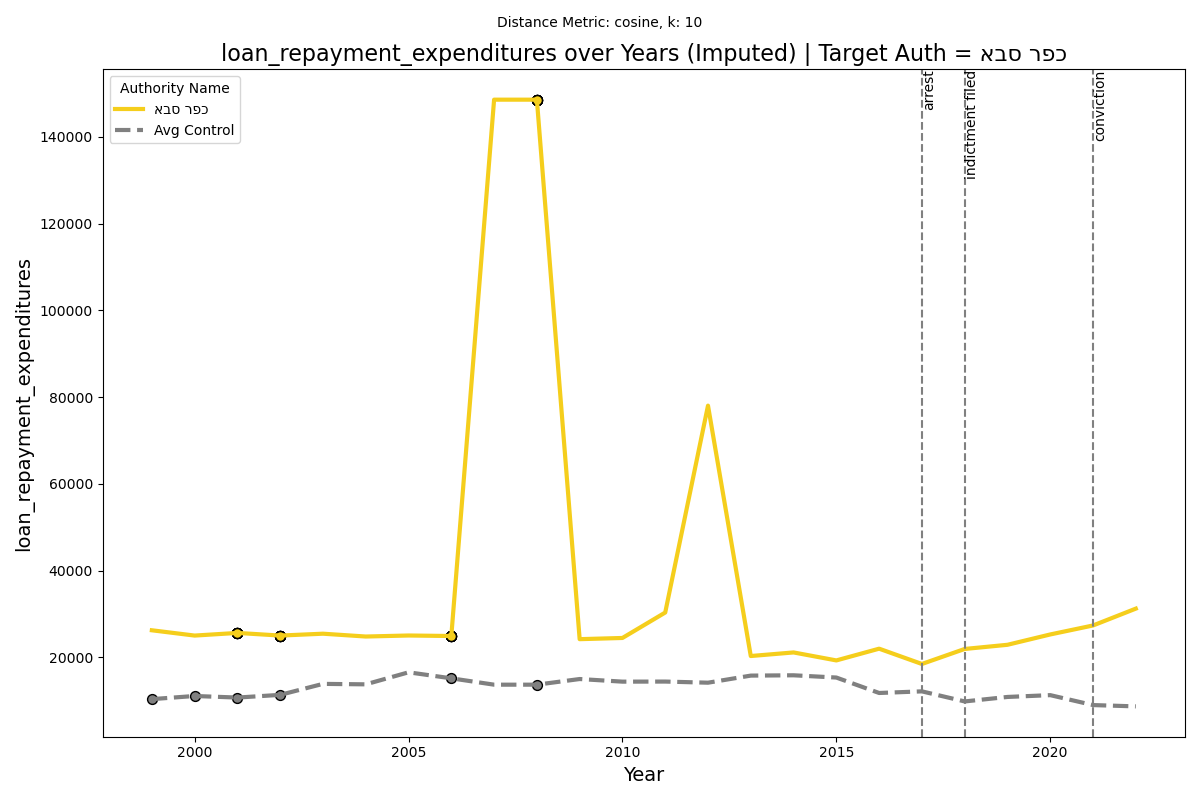 Distance Metric: cosine, k: 10
loan_repayment_expenditures over Years (Imputed) | Target Auth = כפר סבא
Authority Name
כפר סבא
Avg Control
arrest
indictment filed
conviction
loan_repayment_expenditures
140000
120000
100000
80000
60000
40000
20000
2000
2005
2010
2015
2020
Year